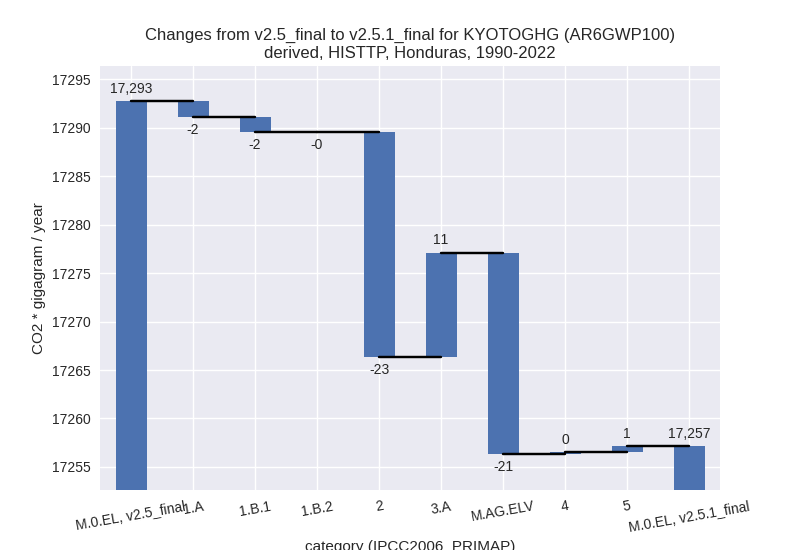 Changes from v2.5_final to v2.5.1_final for KYOTOGHG (AR6GWP100)
derived, HISTTP, Honduras, 1990-2022
CO2 * gigagram / year
17295
17290
17285
17280
17275
17270
17265
17260
17255
17,293
-2
-2
-0
-23
11
-21
0
1
17,257
M.0.EL, v2.5_final
1.A
1.B.1
1.B.2
2
3.A
M.AG.ELV
4
5
M.0.EL, v2.5.1_final
category (IPCC2006_PRIMAP)